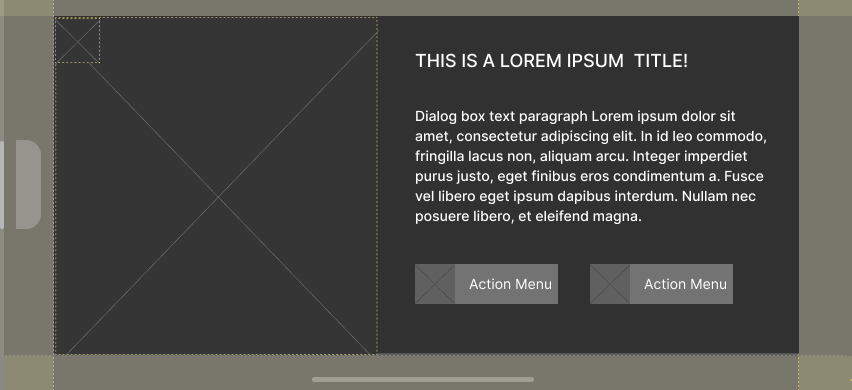 THIS IS A LOREM IPSUM  TITLE!
Dialog box text paragraph Lorem ipsum dolor sit
amet, consectetur adipiscing elit. In id leo commodo,
fringilla lacus non, aliquam arcu. Integer imperdiet
purus justo, eget finibus eros condimentum a. Fusce
vel libero eget ipsum dapibus interdum. Nullam nec
posuere libero, et eleifend magna.
Action Menu
Action Menu